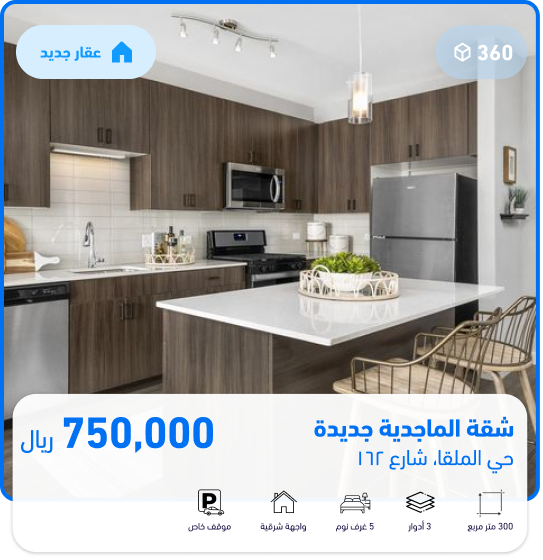 عقار جديد
360
شقة الماجدية جديدة
750,000 ريال
حي الملقا، شارع ١٦٢
300 متر مربع
3 أدوار
5 غرف نوم
واجهة شرقية
P
موقف خاص